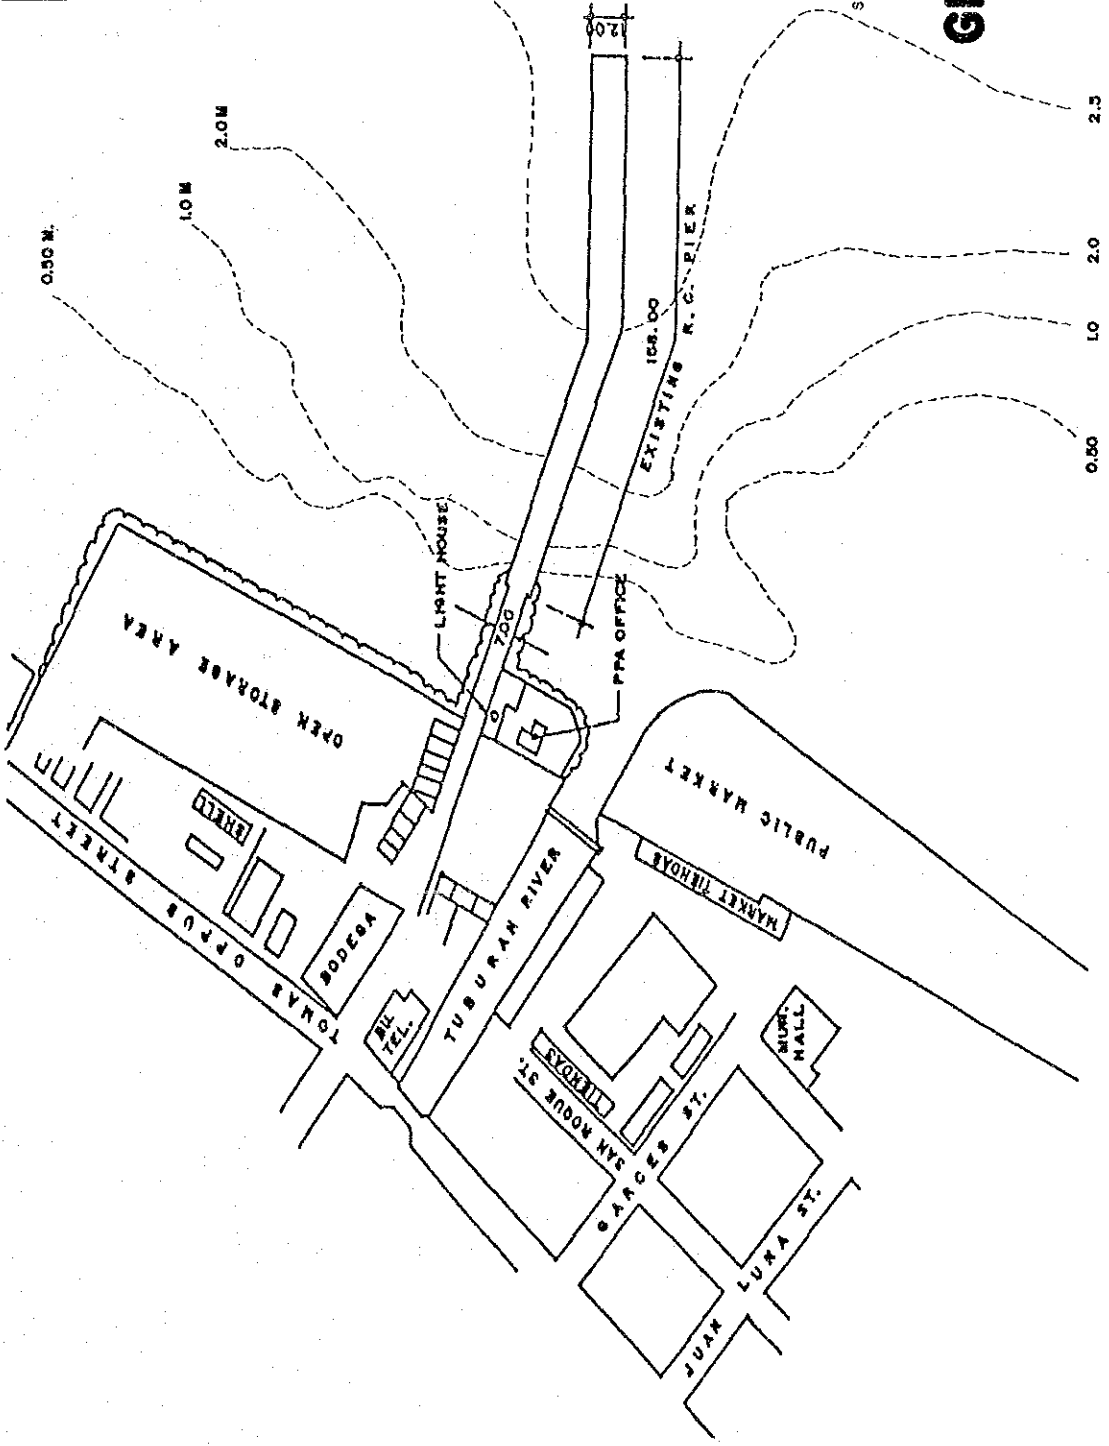 0.50 M.
1.0 M
2.0 M
12.00
168.00
EXISTING R. C. PIER
LIGHT HOUSE
7.00
PPA OFFICE
OPEN STORAGE AREA
SHELL
TOMAS OPPUS STREET
BODEGA
TEL.
TUBURAN RIVER
PUBLIC MARKET
MARKET TIENDAS
TIENDAS
SAN ROQUE ST.
GARCES ST.
MUN.
HALL
JUAN LUNA ST.
0.50
1.0
2.0
2.5